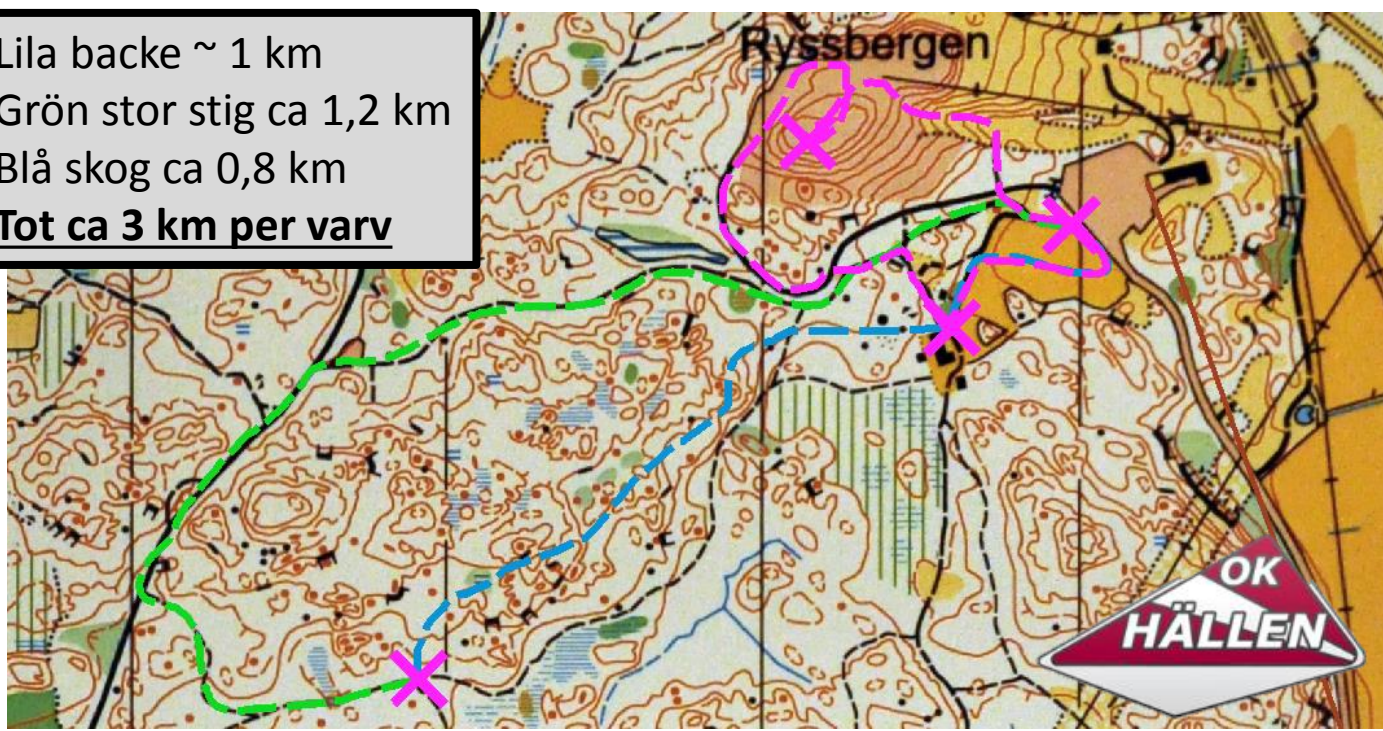 Lila backe ~ 1 km
Grön stor stig ca 1,2 km
Blå skog ca 0,8 km
Tot ca 3 km per varv
Ryssbergen
OK
HÄLLEN